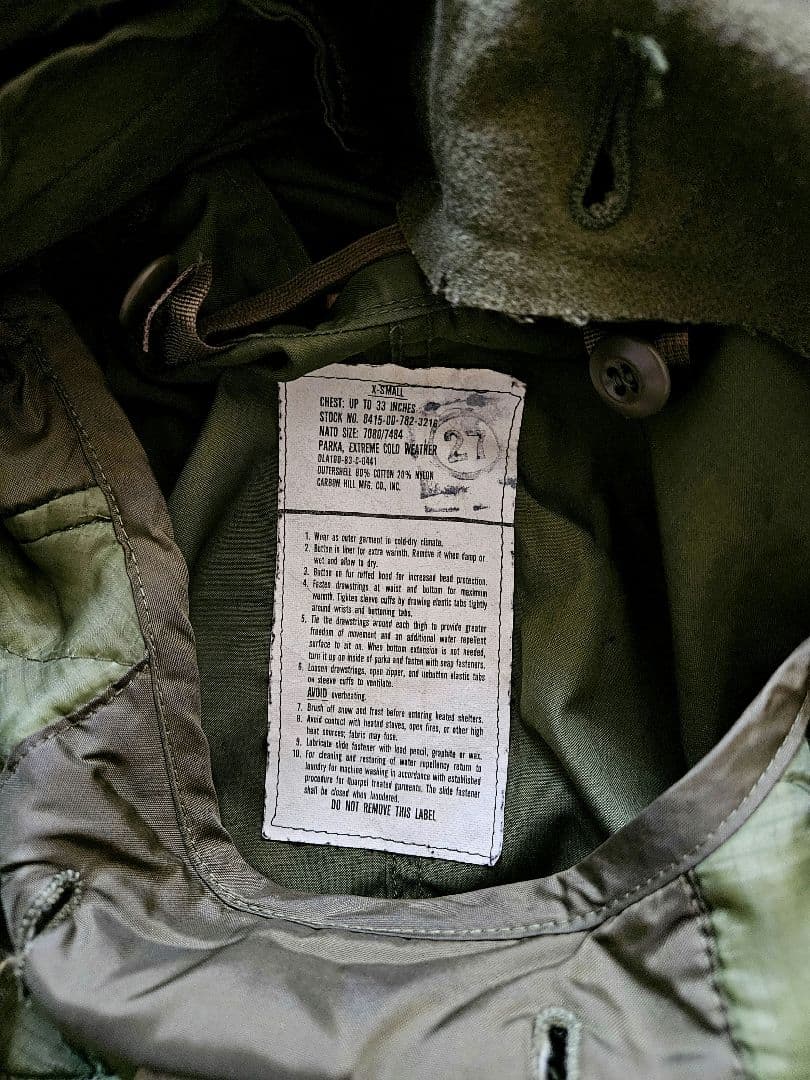 X-SMALL
CHEST: UP TO 33 INCHES
STOCK NO. 8415-00-782-3216
NATO SIZE: 7080/7484
PARKA, EXTREME COLD WEATHER
DLA100-83-C-0441
OUTERSHELL 80% COTTON 20% NYLON
CARBON HILL MFG. CO., INC.
27
1. Wear as outer garment in cold-dry climate.
2. Button in liner for extra warmth. Remove it when damp or
wet and allow to dry.
3. Button on fur ruffed hood for increased head protection.
4. Fasten drawstrings at waist and bottom for maximum
warmth. Tighten sleeve cuffs by drawing elastic tabs tightly
around wrists and buttoning tabs.
5. Tie the drawstrings around each thigh to provide greater
freedom of movement and an additional water repellent
surface to sit on. When bottom extension is not needed,
turn it up on inside of parka and fasten with snap fasteners.
6. Loosen drawstrings, open zipper, and unbutton elastic tabs
on sleeve cuffs to ventilate.
AVOID overheating.
7. Brush off snow and frost before entering heated shelters.
8. Avoid contact with heated stoves, open fires, or other high
heat sources; fabric may fuse.
9. Lubricate slide fastener with lead pencil, graphite or wax.
10. For cleaning and restoring of water repellency return to
laundry for machine washing in accordance with established
procedure for Quarpel treated garments. The slide fastener
shall be closed when laundered.
DO NOT REMOVE THIS LABEL